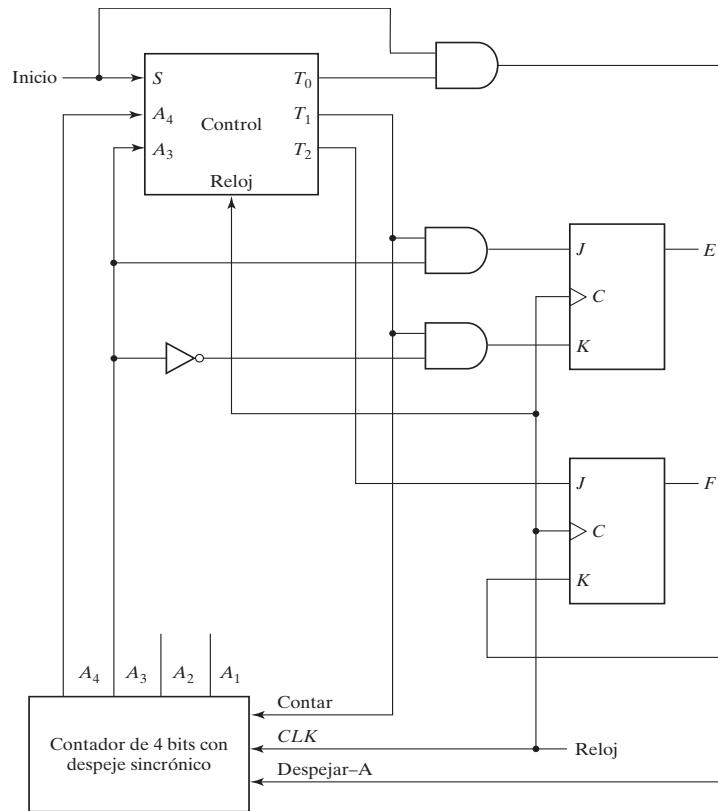 Inicio
S
T0
A4
Control
T1
A3
T2
Reloj
J
E
C
K
J
F
C
K
A4
A3
A2
A1
Contar
CLK
Reloj
Contador de 4 bits con
despeje sincrónico
Despejar–A